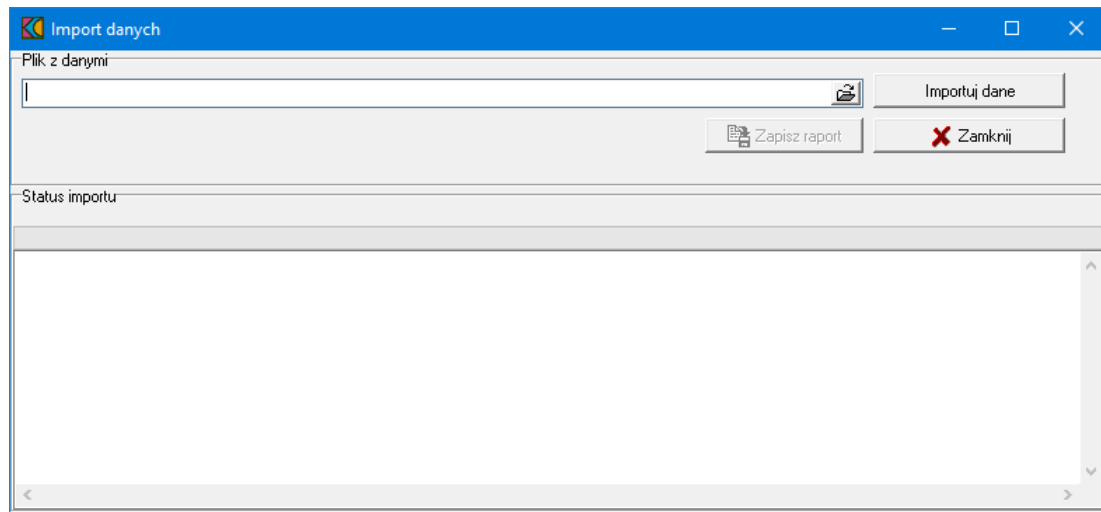 Import danych
Plik z danymi
Importuj dane
Zapisz raport
Zamknij
Status importu